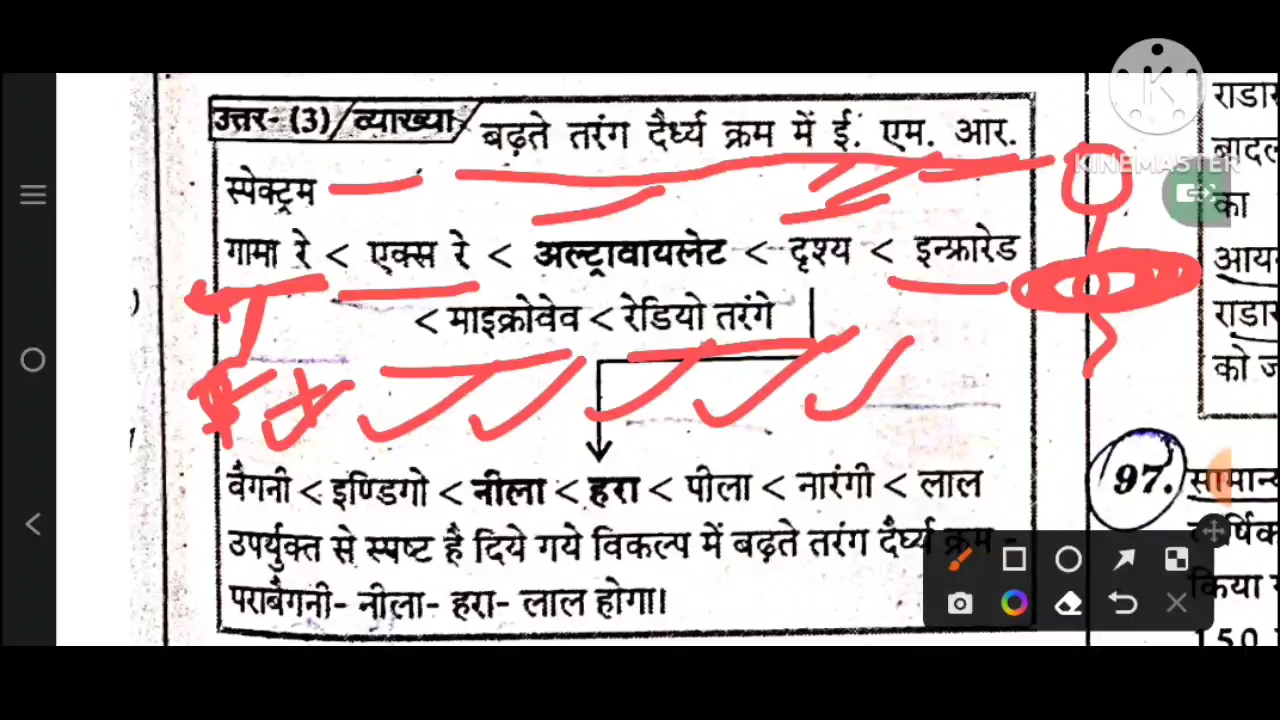 उत्तर- (3)/व्याख्या बढ़ते तरंग दैर्ध्य क्रम में ई. एम. आर.
स्पेक्ट्रम
गामा रे < एक्स रे < अल्ट्रावायलेट < दृश्य < इन्फ्रारेड
< माइक्रोवेव < रेडियो तरंगे
वैगनी < इण्डिगो < नीला < हरा < पीला < नारंगी < लाल
उपर्युक्त से स्पष्ट है दिये गये विकल्प में बढ़ते तरंग दैर्घ्य क्रम -
पराबैगनी- नीला- हरा- लाल होगा।
KINEMASTER
का
को ज
97.
किया
150